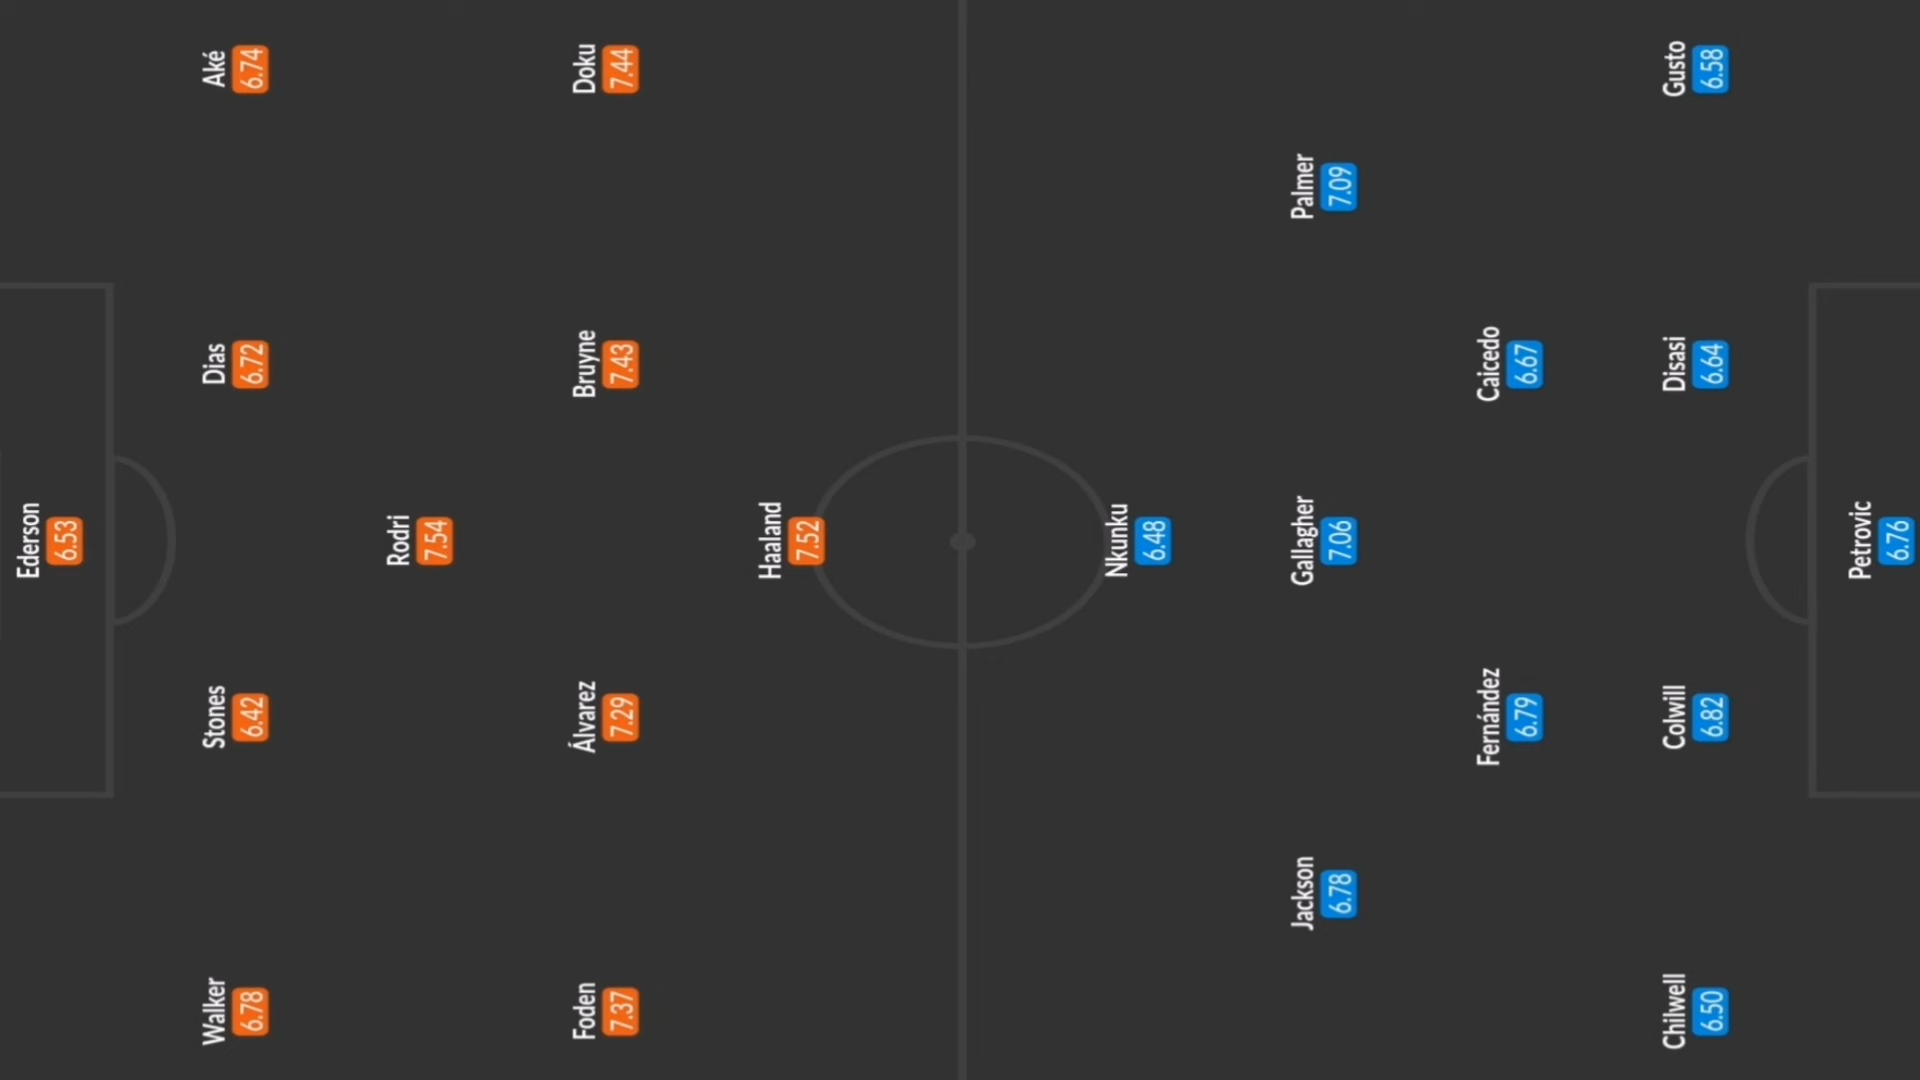 Ederson
6.53
Walker
6.78
Stones
6.42
Dias
6.72
Aké
6.74
Rodri
7.54
Foden
7.37
Álvarez
7.29
Bruyne
7.43
Doku
7.44
Haaland
7.52
Nkunku
6.48
Jackson
6.78
Gallagher
7.06
Palmer
7.09
Fernández
6.79
Caicedo
6.67
Chilwell
6.50
Colwill
6.82
Disasi
6.64
Gusto
6.58
Petrovic
6.76